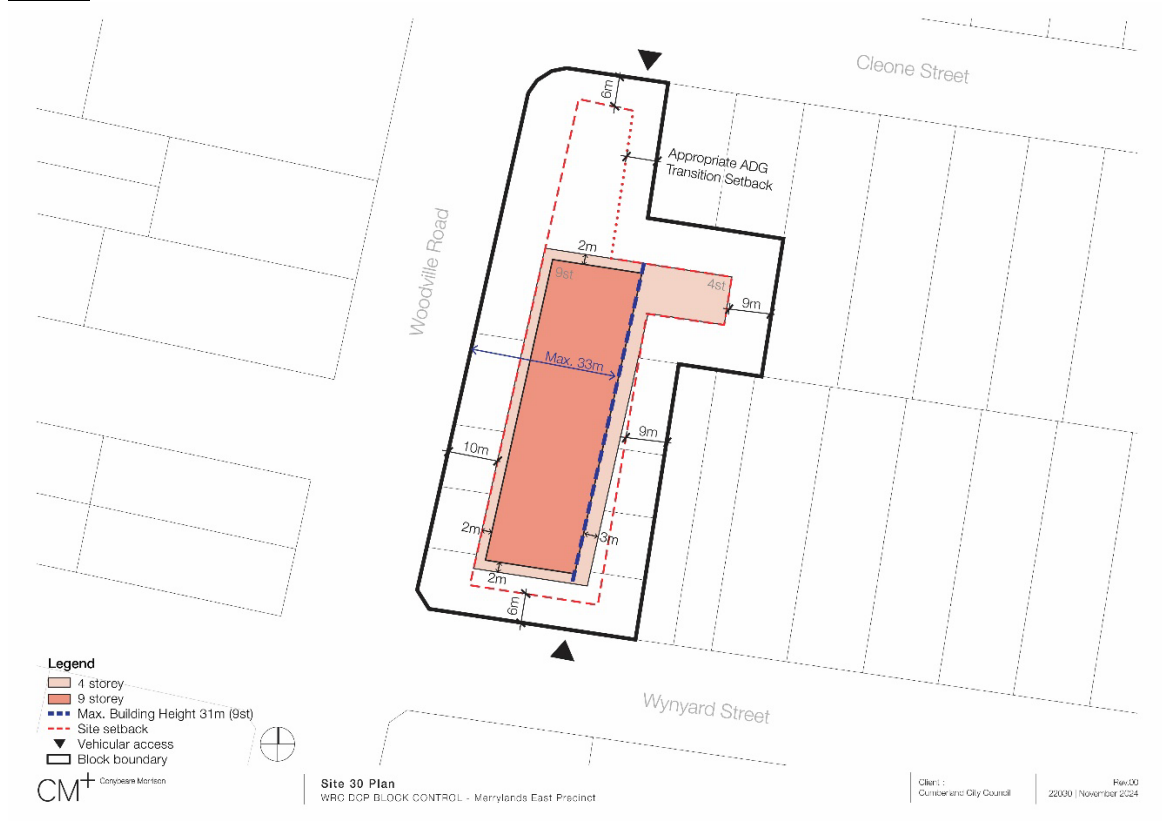 Cleone Street
6m
Appropriate ADG
Transition Setback
Woodville Road
2m
9st
4st
9m
Max. 33m
9m
10m
2m
3m
2m
6m
Wynyard Street
Legend
4 storey
9 storey
Max. Building Height 31m (9st)
Site setback
Vehicular access
Block boundary
CM+
Conybeare Morrison
Site 30 Plan
WRC DCP BLOCK CONTROL - Merrylands East Precinct
Client :
Cumberland City Council
Rev.00
22030 | November 2024